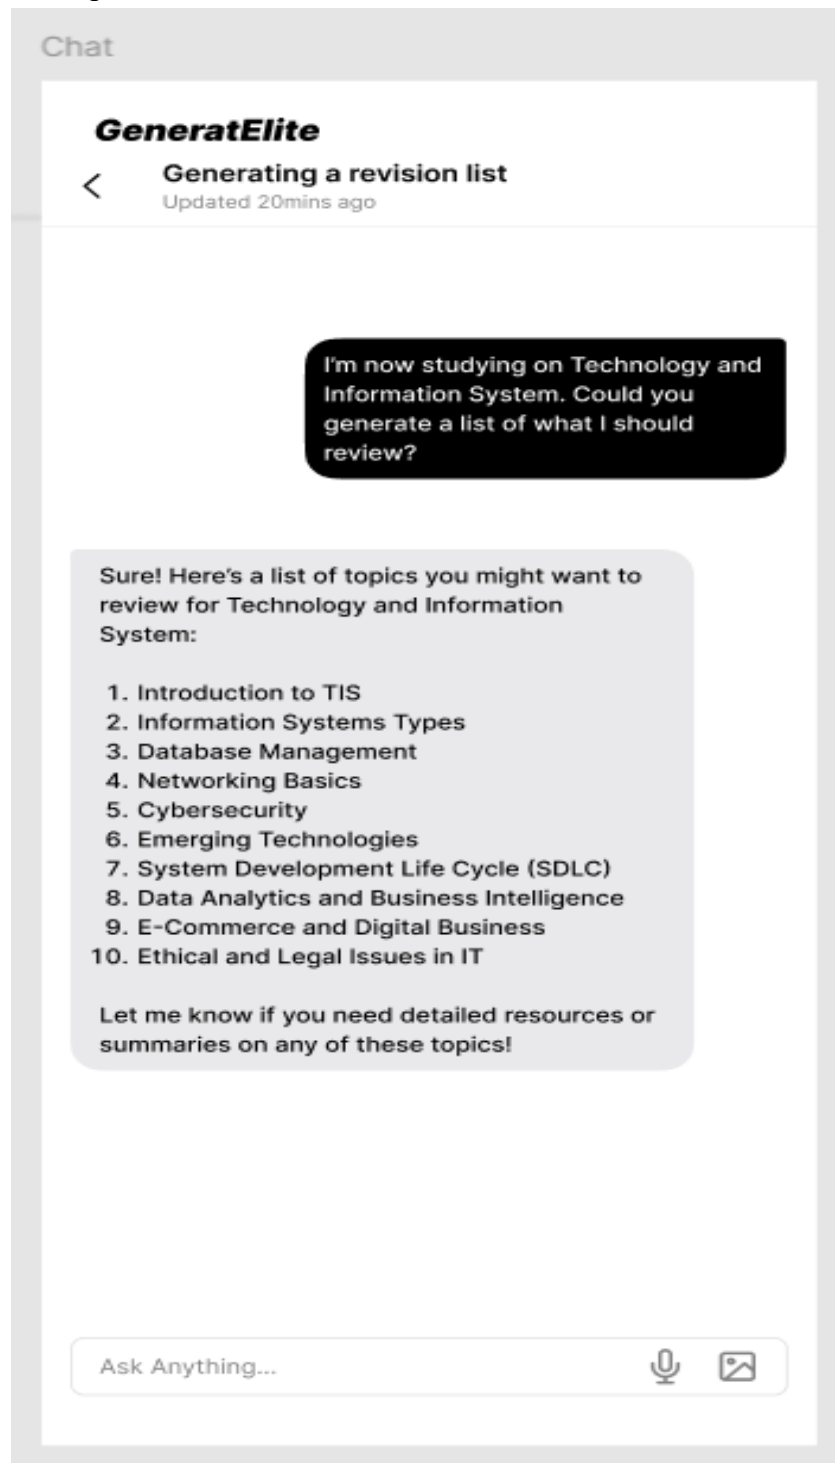 Chat
GeneratElite
Generating a revision list
Updated 20mins ago
I'm now studying on Technology and
Information System. Could you
generate a list of what I should
review?
Sure! Here's a list of topics you might want to
review for Technology and Information
System:
1. Introduction to TIS
2. Information Systems Types
3. Database Management
4. Networking Basics
5. Cybersecurity
6. Emerging Technologies
7. System Development Life Cycle (SDLC)
8. Data Analytics and Business Intelligence
9. E-Commerce and Digital Business
10. Ethical and Legal Issues in IT
Let me know if you need detailed resources or
summaries on any of these topics!
Ask Anything...